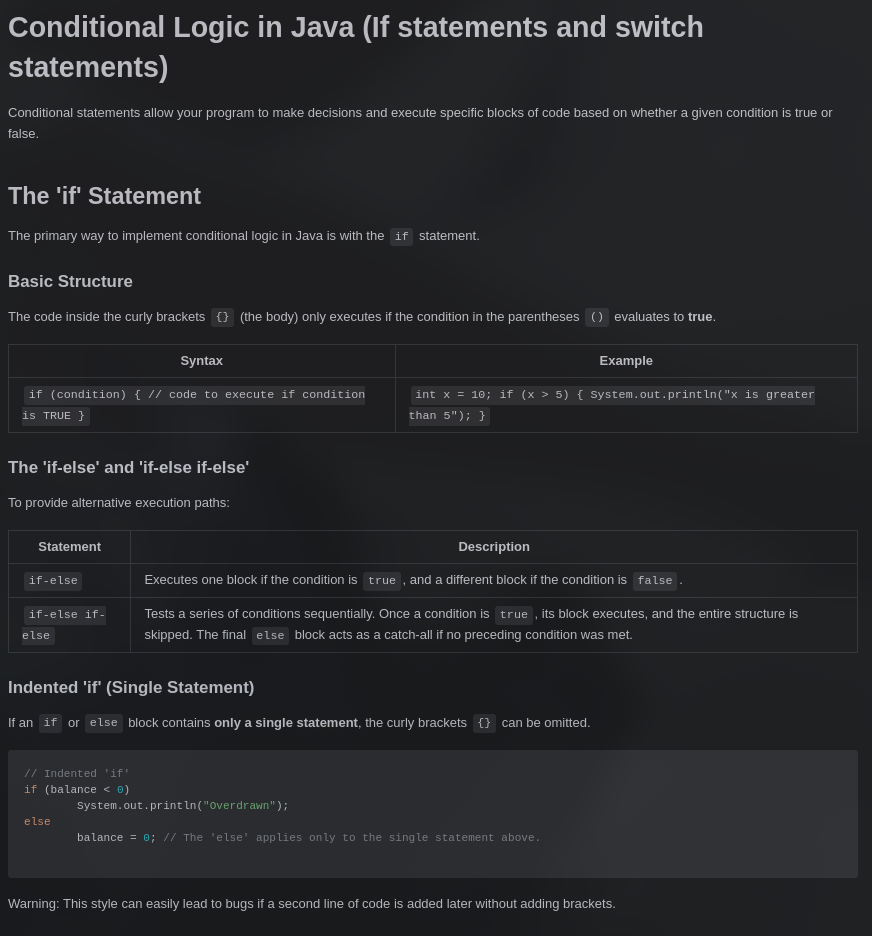 Conditional Logic in Java (If statements and switch
statements)
Conditional statements allow your program to make decisions and execute specific blocks of code based on whether a given condition is true or
false.
The 'if' Statement
The primary way to implement conditional logic in Java is with the if statement.
Basic Structure
The code inside the curly brackets {} (the body) only executes if the condition in the parentheses () evaluates to true.
Syntax
Example
if (condition) { // code to execute if condition
is TRUE }
int x = 10; if (x > 5) { System.out.println("x is greater
than 5"); }
The 'if-else' and 'if-else if-else'
To provide alternative execution paths:
Statement
Description
if-else
Executes one block if the condition is true, and a different block if the condition is false.
if-else if-
else
Tests a series of conditions sequentially. Once a condition is true, its block executes, and the entire structure is
skipped. The final else block acts as a catch-all if no preceding condition was met.
Indented 'if' (Single Statement)
If an if or else block contains only a single statement, the curly brackets {} can be omitted.
// Indented 'if'
if (balance < 0)
        System.out.println("Overdrawn");
else
        balance = 0; // The 'else' applies only to the single statement above.
Warning: This style can easily lead to bugs if a second line of code is added later without adding brackets.